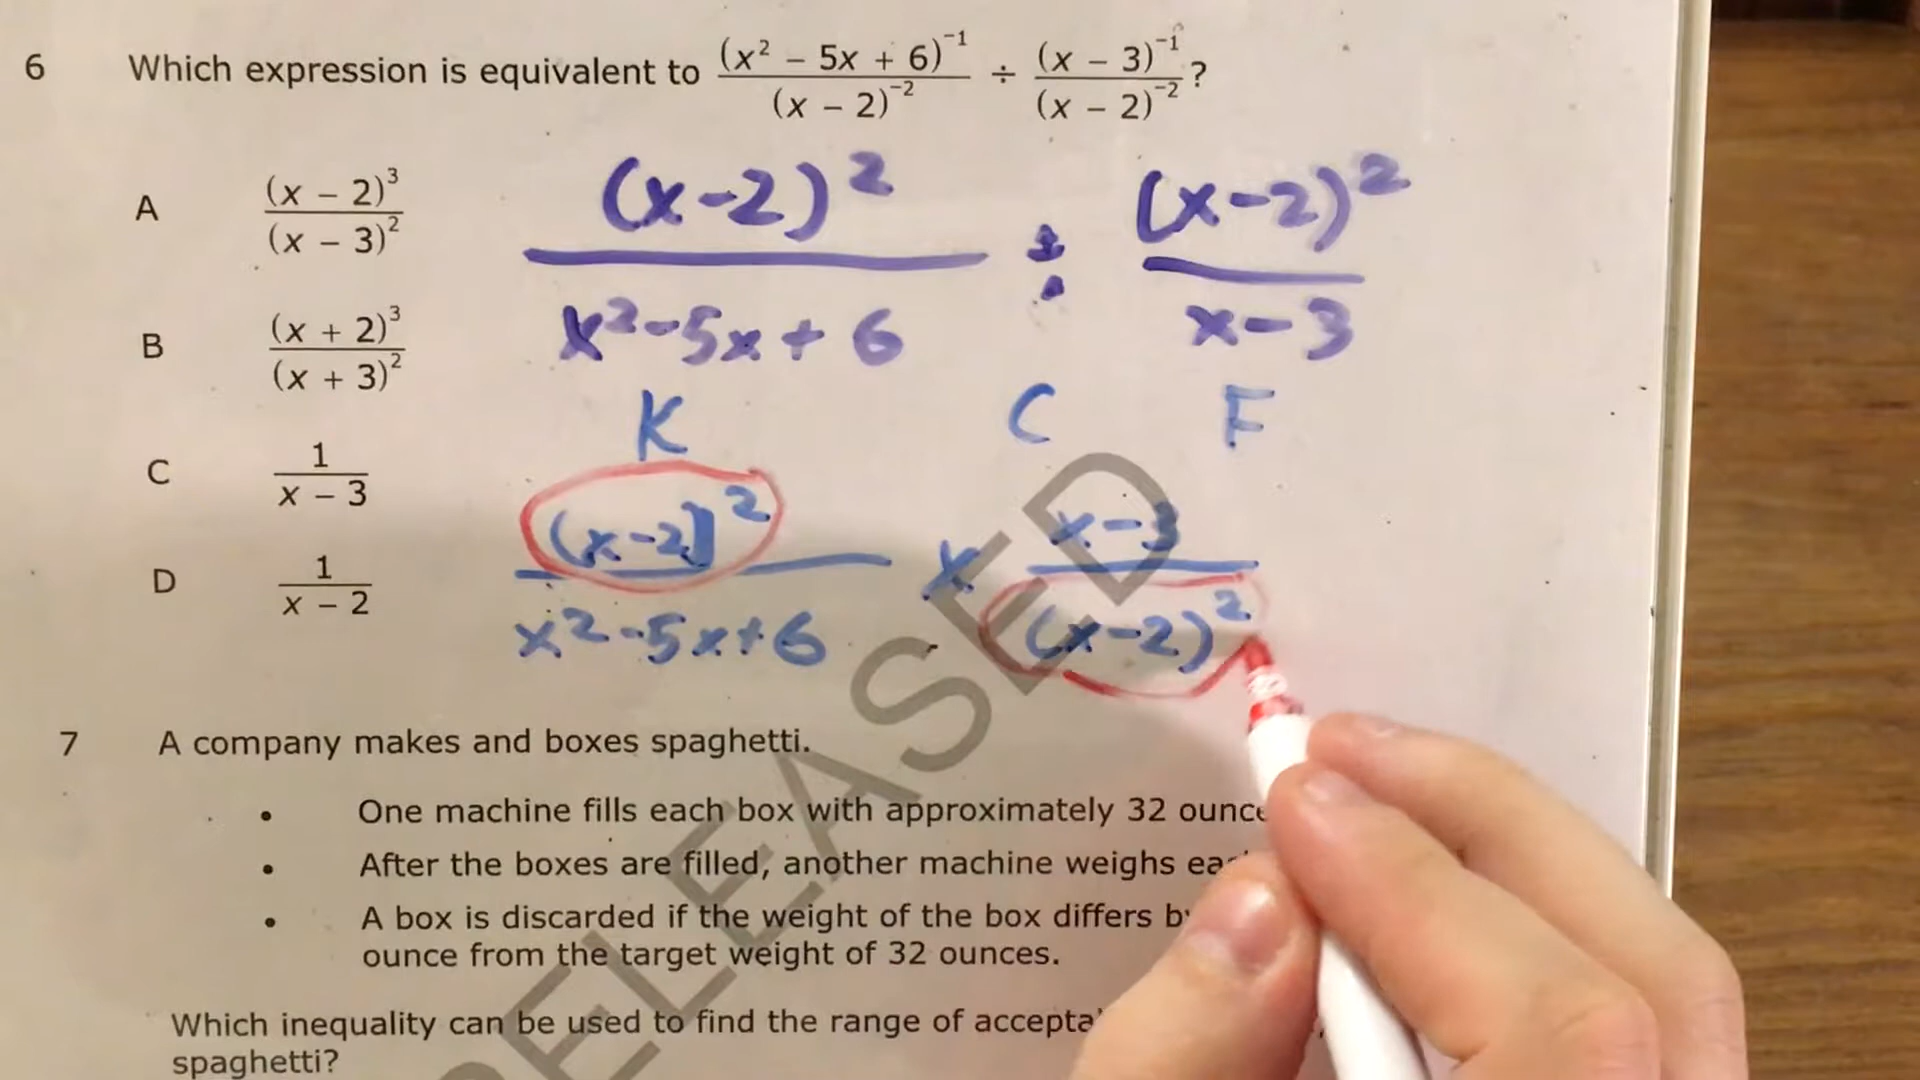 6 Which expression is equivalent to (x² − 5x + 6)⁻¹ / (x − 2)⁻² ÷ (x − 3)⁻¹ / (x − 2)⁻² ?
A (x − 2)³ / (x − 3)²
(x-2)² / x²-5x+6 ÷ (x-2)² / x-3
B (x + 2)³ / (x + 3)²
K C F
C 1 / x − 3
(x-2)² / x²-5x+6 x x-3 / (x-2)²
D 1 / x − 2
RELEASED
7 A company makes and boxes spaghetti.
• One machine fills each box with approximately 32
• After the boxes are filled, another machine weighs
• A box is discarded if the weight of the box differs
ounce from the target weight of 32 ounces.
Which inequality can be used to find the range of
spaghetti?